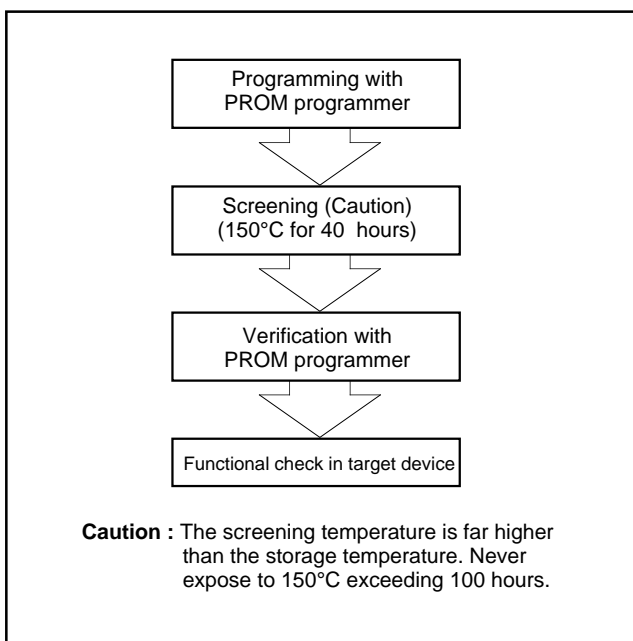 Programming with
PROM programmer
Screening (Caution)
(150°C for 40 hours)
Verification with
PROM programmer
Functional check in target device
Caution : The screening temperature is far higher
than the storage temperature. Never
expose to 150°C exceeding 100 hours.